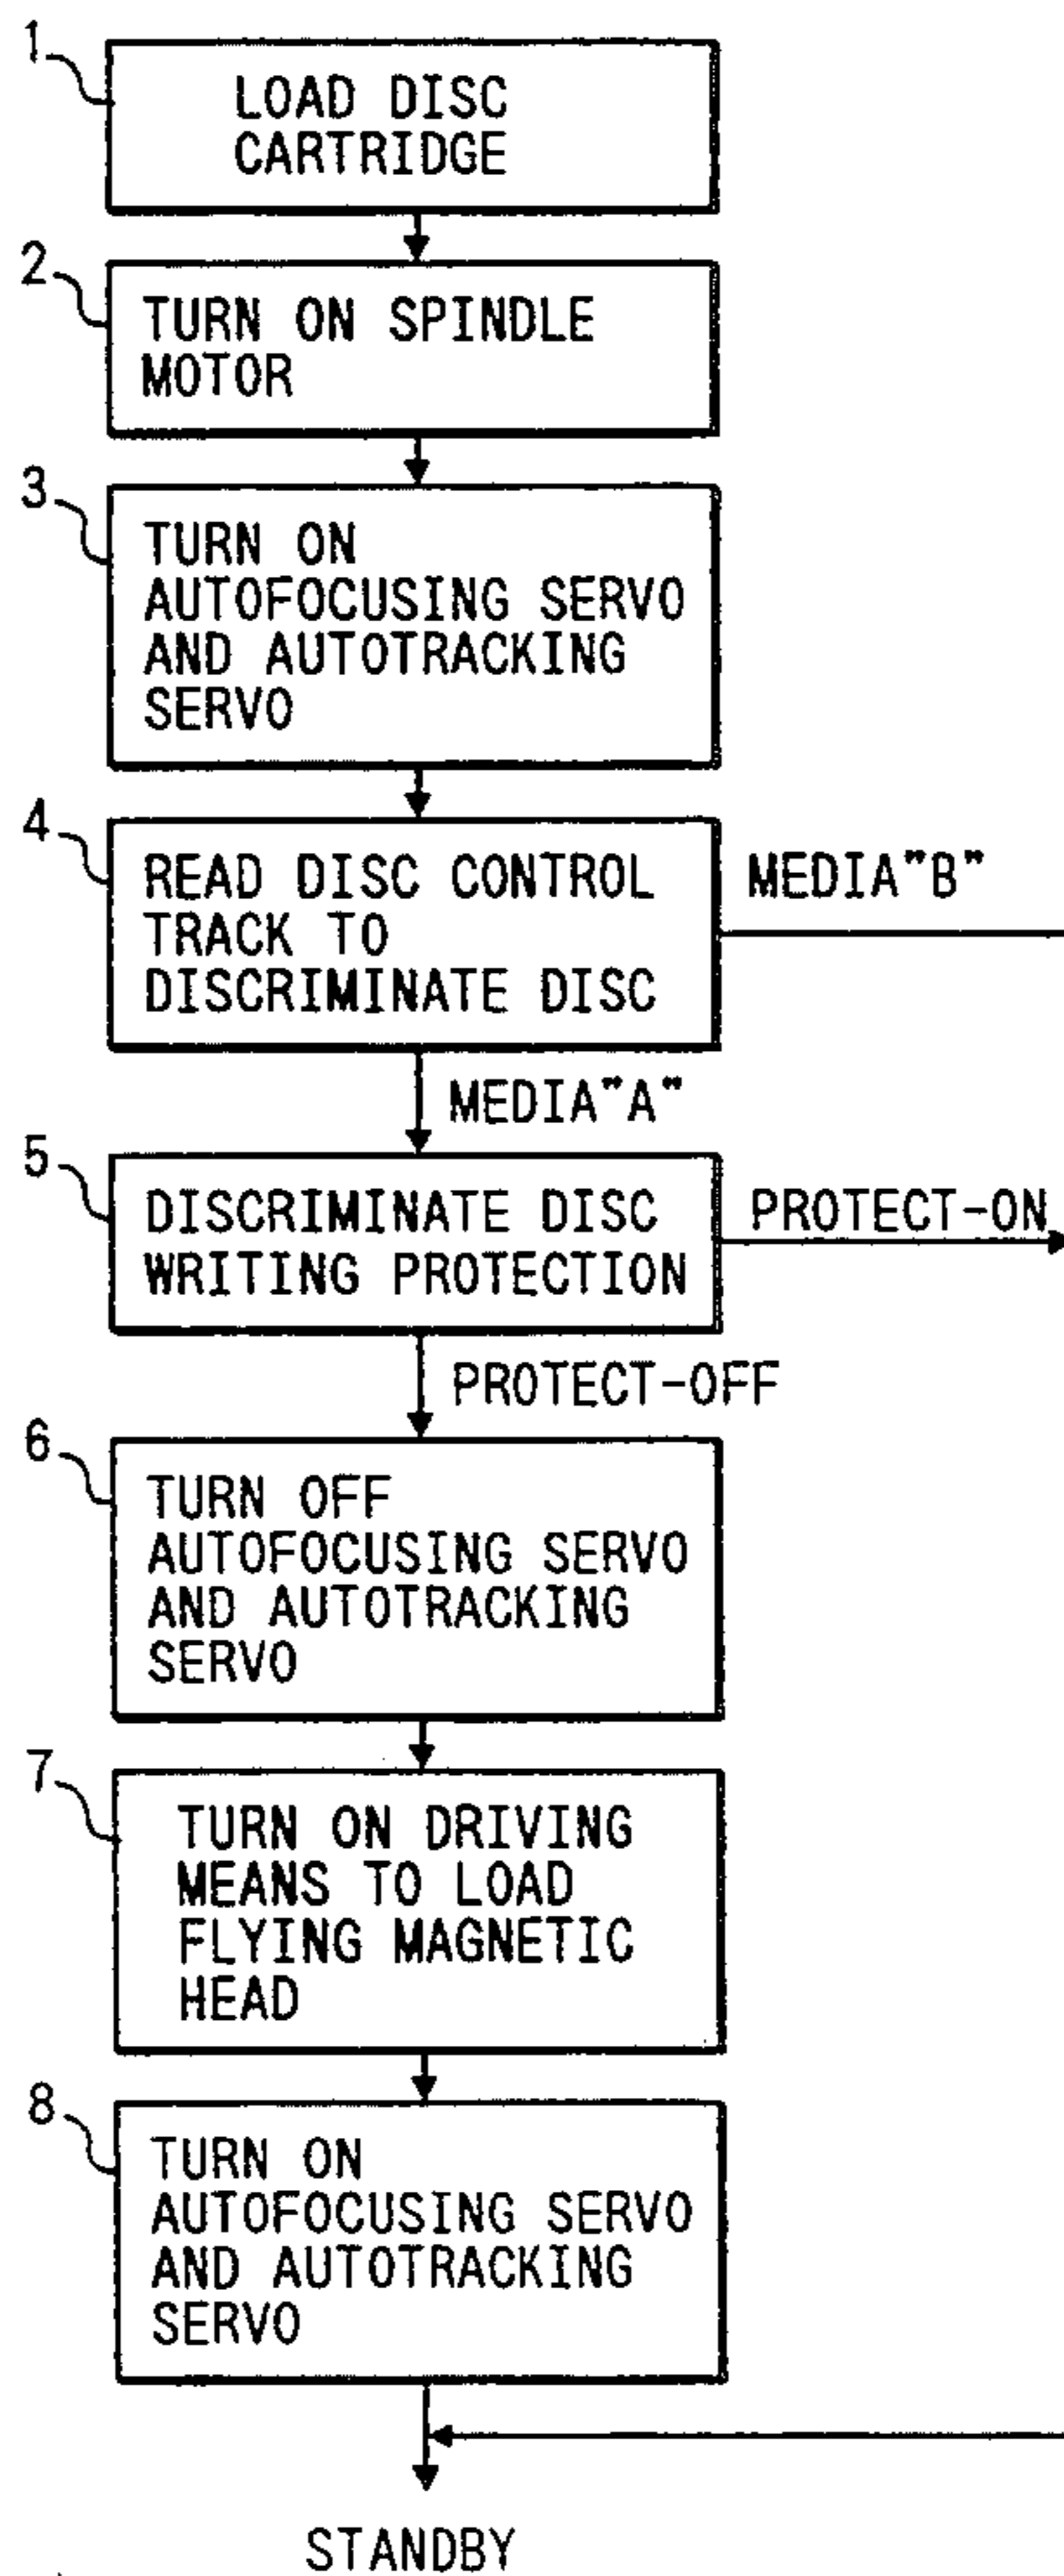 1
LOAD DISC
CARTRIDGE
2
TURN ON SPINDLE
MOTOR
3
TURN ON
AUTOFOCUSING SERVO
AND AUTOTRACKING
SERVO
4
READ DISC CONTROL
TRACK TO
DISCRIMINATE DISC
MEDIA"B"
MEDIA"A"
5
DISCRIMINATE DISC
WRITING PROTECTION
PROTECT-ON
PROTECT-OFF
6
TURN OFF
AUTOFOCUSING SERVO
AND AUTOTRACKING
SERVO
7
TURN ON DRIVING
MEANS TO LOAD
FLYING MAGNETIC
HEAD
8
TURN ON
AUTOFOCUSING SERVO
AND AUTOTRACKING
SERVO
STANDBY